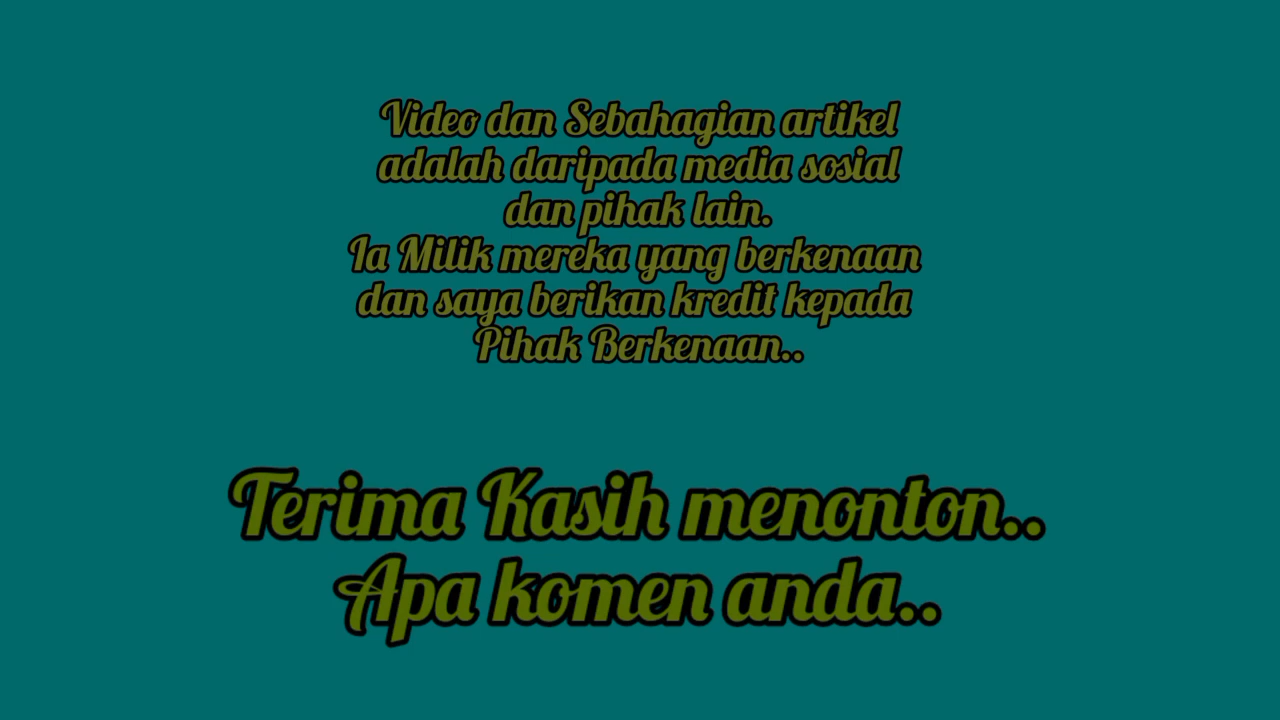 Video dan Sebahagian artikel
adalah daripada media sosial
dan pihak lain.
Ia Milik mereka yang berkenaan
dan saya berikan kredit kepada
Pihak Berkenaan..
Terima Kasih menonton..
Apa komen anda..